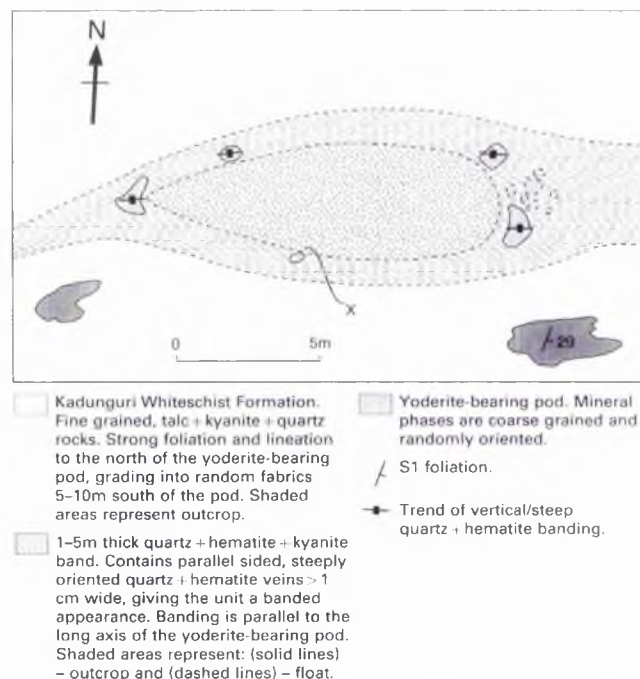 N
X
29
0 5m
Kadunguri Whiteschist Formation.
Fine grained, talc + kyanite + quartz
rocks. Strong foliation and lineation
to the north of the yoderite-bearing
pod, grading into random fabrics
5–10m south of the pod. Shaded
areas represent outcrop.
1–5m thick quartz + hematite + kyanite
band. Contains parallel sided, steeply
oriented quartz + hematite veins > 1
cm wide, giving the unit a banded
appearance. Banding is parallel to the
long axis of the yoderite-bearing pod.
Shaded areas represent: (solid lines)
– outcrop and (dashed lines) – float.
Yoderite-bearing pod. Mineral
phases are coarse grained and
randomly oriented.
S1 foliation.
Trend of vertical/steep
quartz + hematite banding.